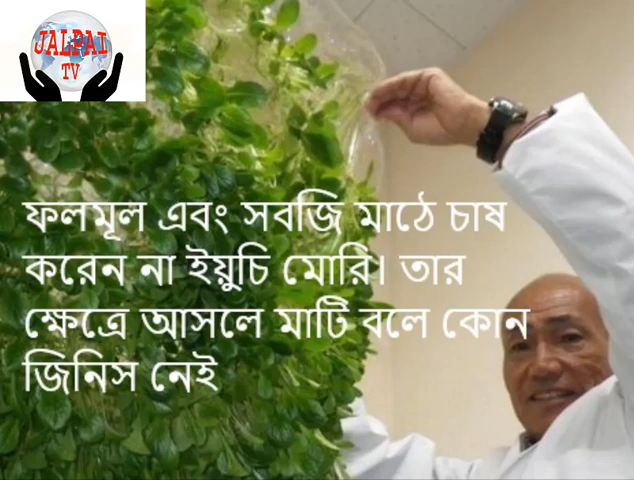 JALPAI
TV
ফলমূল এবং সবজি মাঠে চাষ
করেন না ইয়ুচি মোরি। তার
ক্ষেত্রে আসলে মাটি বলে কোন
জিনিস নেই